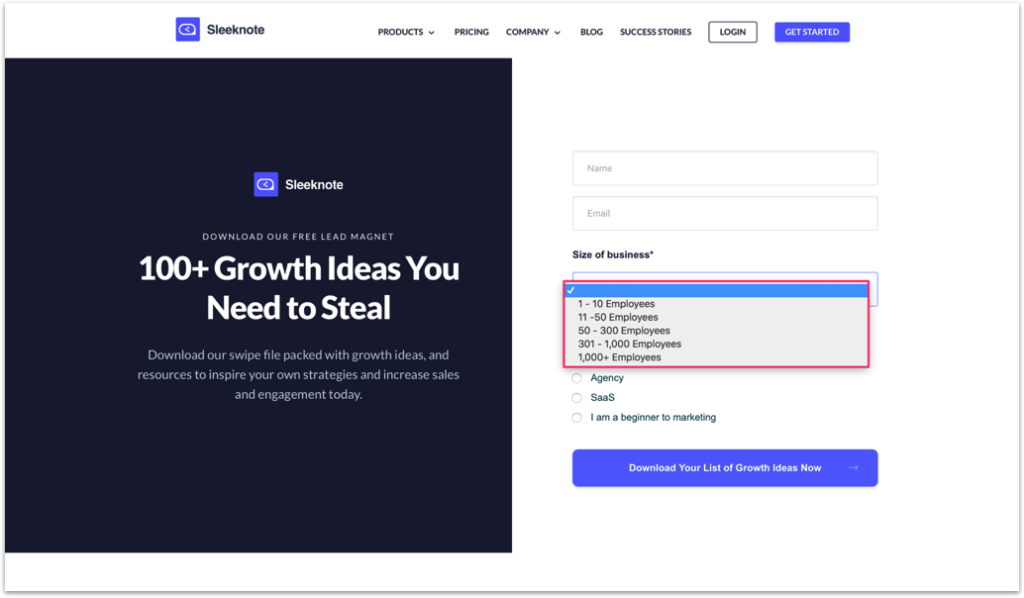 Sleeknote
PRODUCTS PRICING COMPANY BLOG SUCCESS STORIES LOGIN GET STARTED
Sleeknote
DOWNLOAD OUR FREE LEAD MAGNET
100+ Growth Ideas You
Need to Steal
Download our swipe file packed with growth ideas, and
resources to inspire your own strategies and increase sales
and engagement today.
Name
Email
Size of business*
1 - 10 Employees
11 -50 Employees
50 - 300 Employees
301 - 1,000 Employees
1,000+ Employees
Agency
SaaS
I am a beginner to marketing
Download Your List of Growth Ideas Now →